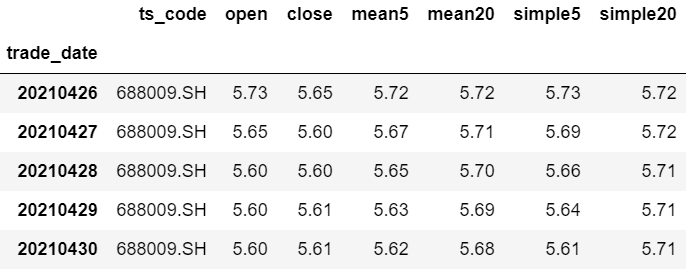 ts_code open close mean5 mean20 simple5 simple20
trade_date
20210426 688009.SH 5.73 5.65 5.72 5.72 5.73 5.72
20210427 688009.SH 5.65 5.60 5.67 5.71 5.69 5.72
20210428 688009.SH 5.60 5.60 5.65 5.70 5.66 5.71
20210429 688009.SH 5.60 5.61 5.63 5.69 5.64 5.71
20210430 688009.SH 5.60 5.61 5.62 5.68 5.61 5.71